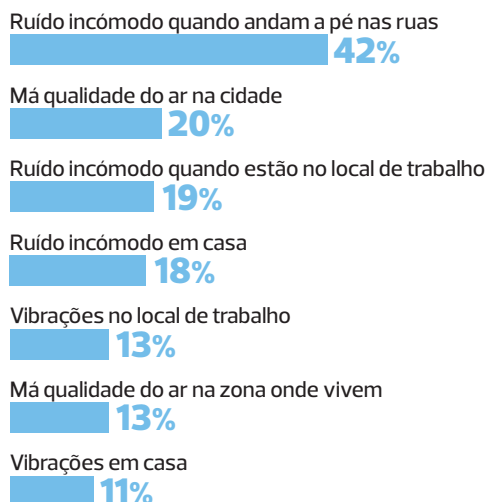 Ruído incómodo quando andam a pé nas ruas
42%
Má qualidade do ar na cidade
20%
Ruído incómodo quando estão no local de trabalho
19%
Ruído incómodo em casa
18%
Vibrações no local de trabalho
13%
Má qualidade do ar na zona onde vivem
13%
Vibrações em casa
11%